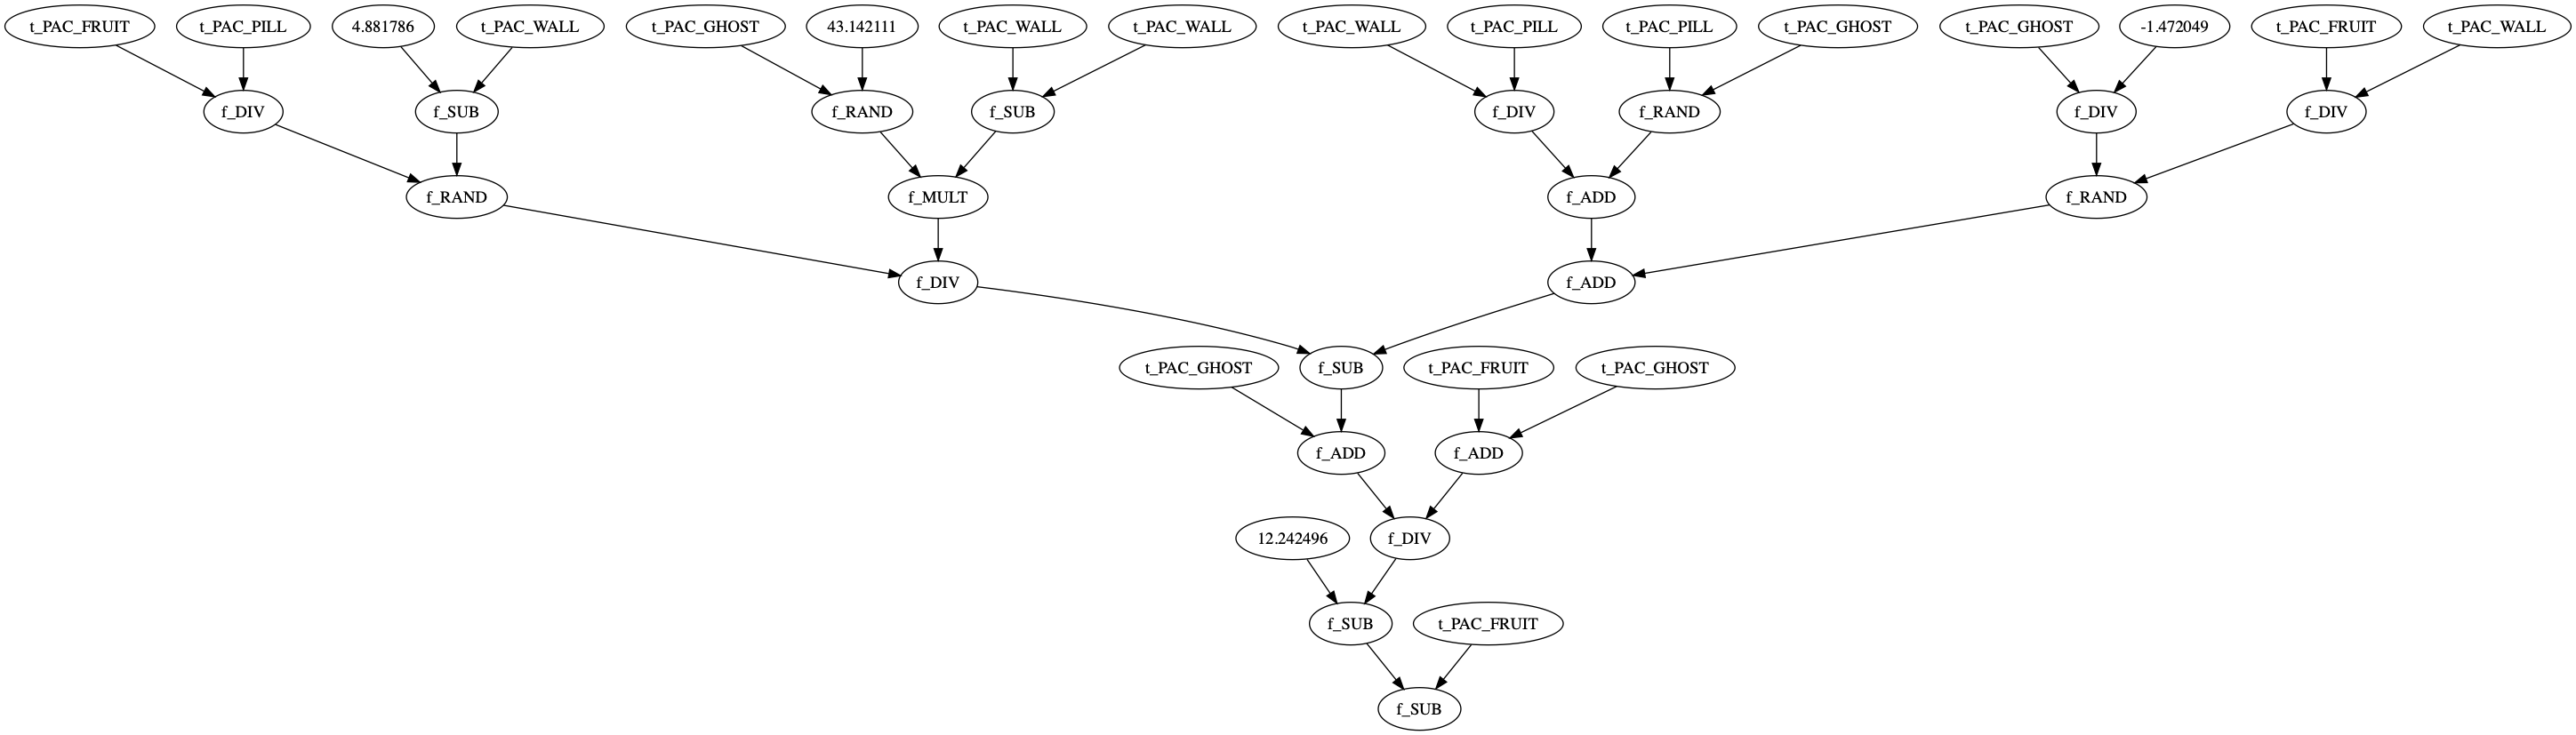 t_PAC_FRUIT t_PAC_PILL 4.881786 t_PAC_WALL t_PAC_GHOST 43.142111 t_PAC_WALL t_PAC_WALL t_PAC_WALL t_PAC_PILL t_PAC_PILL t_PAC_GHOST t_PAC_GHOST -1.472049 t_PAC_FRUIT t_PAC_WALL
f_DIV f_SUB f_RAND f_SUB f_DIV f_RAND f_DIV f_DIV
f_RAND f_MULT f_ADD f_RAND
f_DIV f_ADD
t_PAC_GHOST f_SUB t_PAC_FRUIT t_PAC_GHOST
f_ADD f_ADD
12.242496 f_DIV
f_SUB t_PAC_FRUIT
f_SUB